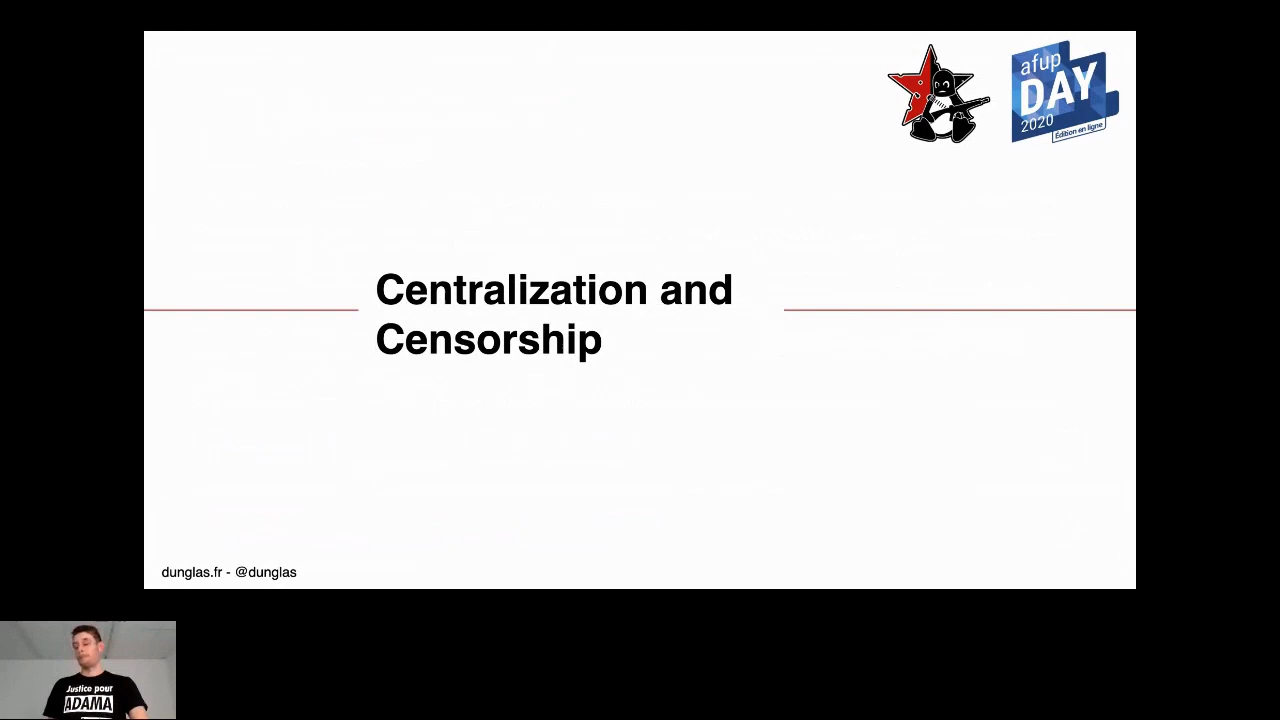 afup
DAY
2020
Édition en ligne
Centralization and
Censorship
dunglas.fr - @dunglas
Justice pour
ADAMA